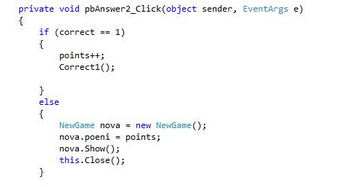 private void pbAnswer2_Click(object sender, EventArgs e)
{
    if (correct == 1)
    {
        points++;
        Correct1();

    }
    else
    {
        NewGame nova = new NewGame();
        nova.poeni = points;
        nova.Show();
        this.Close();
    }